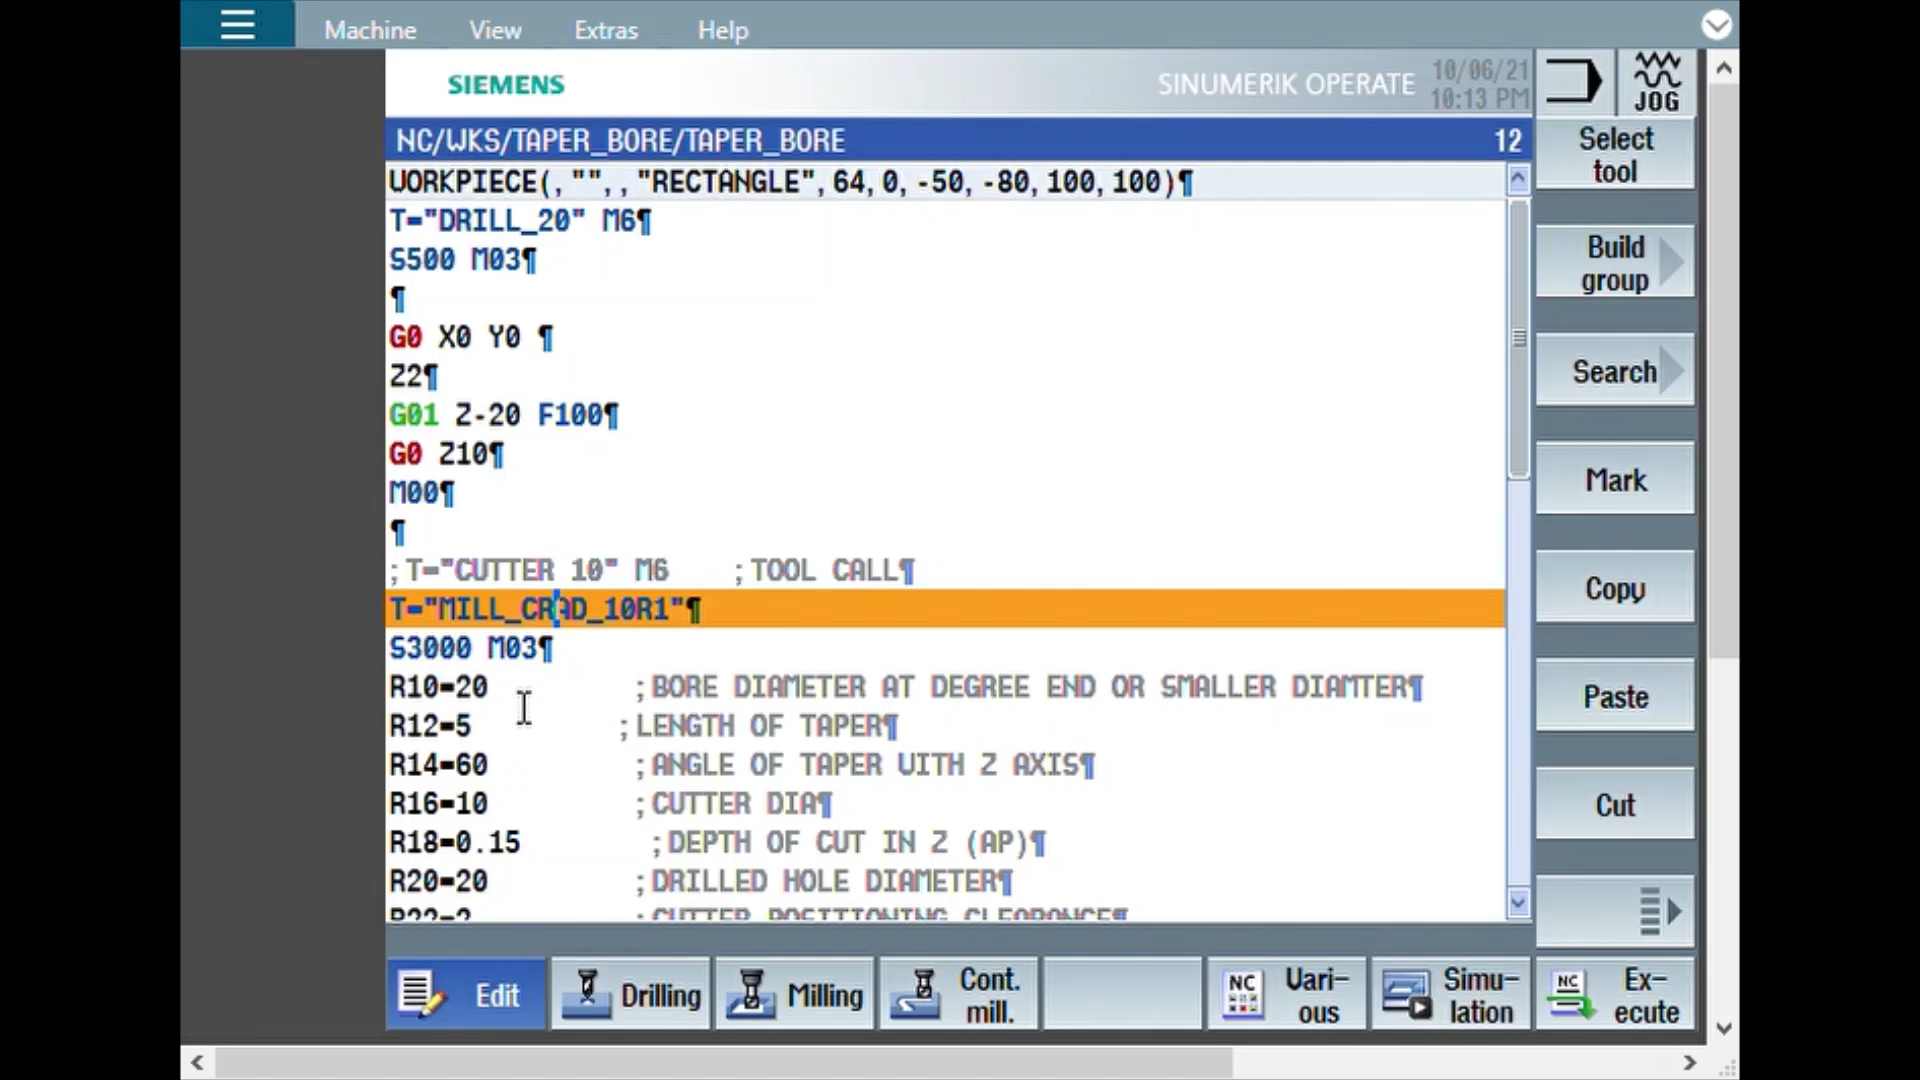 Machine View Extras Help
SIEMENS
SINUMERIK OPERATE
10/06/21
10:13 PM
JOG
NC/WKS/TAPER_BORE/TAPER_BORE 12
WORKPIECE(,"",,"RECTANGLE",64,0,-50,-80,100,100)¶
T="DRILL_20" M6¶
S500 M03¶
¶
G0 X0 Y0 ¶
Z2¶
G01 Z-20 F100¶
G0 Z10¶
M00¶
¶
;T="CUTTER 10" M6 ;TOOL CALL¶
T="MILL_CRAD_10R1"¶
S3000 M03¶
R10=20 ;BORE DIAMETER AT DEGREE END OR SMALLER DIAMTER¶
R12=5 ;LENGTH OF TAPER¶
R14=60 ;ANGLE OF TAPER WITH Z AXIS¶
R16=10 ;CUTTER DIA¶
R18=0.15 ;DEPTH OF CUT IN Z (AP)¶
R20=20 ;DRILLED HOLE DIAMETER¶
R22=2 ;CUTTER POSITIONING CLEARANCE¶
Select
tool
Build
group
Search
Mark
Copy
Paste
Cut
Edit
Drilling
Milling
Cont.
mill.
NC
Vari-
ous
Simu-
lation
NC
Ex-
ecute